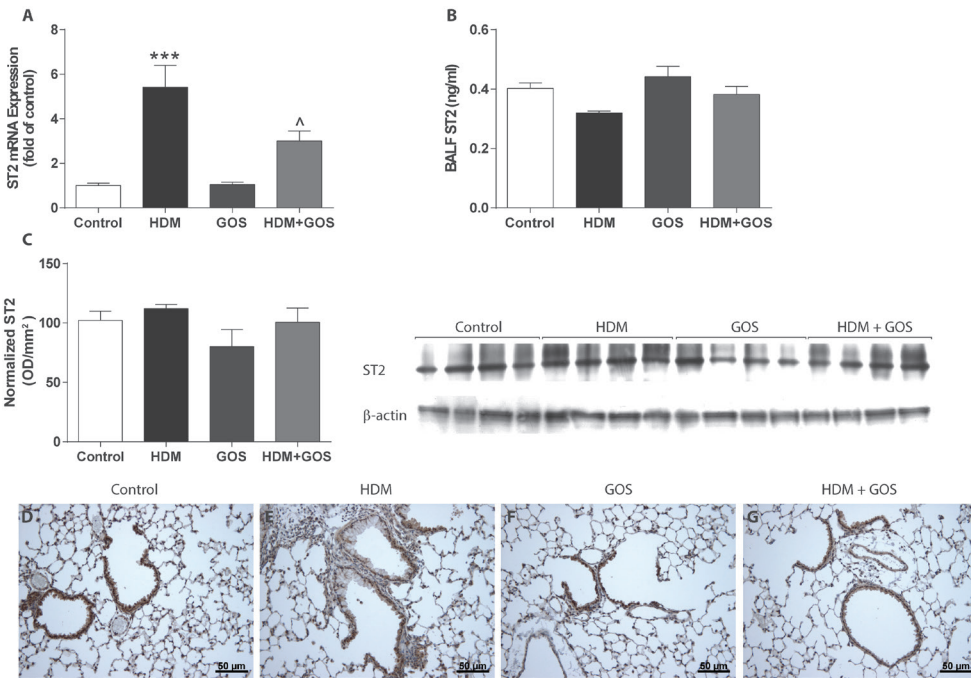 A
ST2 mRNA Expression
(fold of control)
8
6
4
2
0
***
^
Control HDM GOS HDM+GOS
B
BALF ST2 (ng/ml)
0.6
0.4
0.2
0.0
Control HDM GOS HDM+GOS
C
Normalized ST2
(OD/mm²)
150
100
50
0
Control HDM GOS HDM+GOS
Control HDM GOS HDM + GOS
ST2
β-actin
Control HDM GOS HDM + GOS
D E F G
50 µm 50 µm 50 µm 50 µm